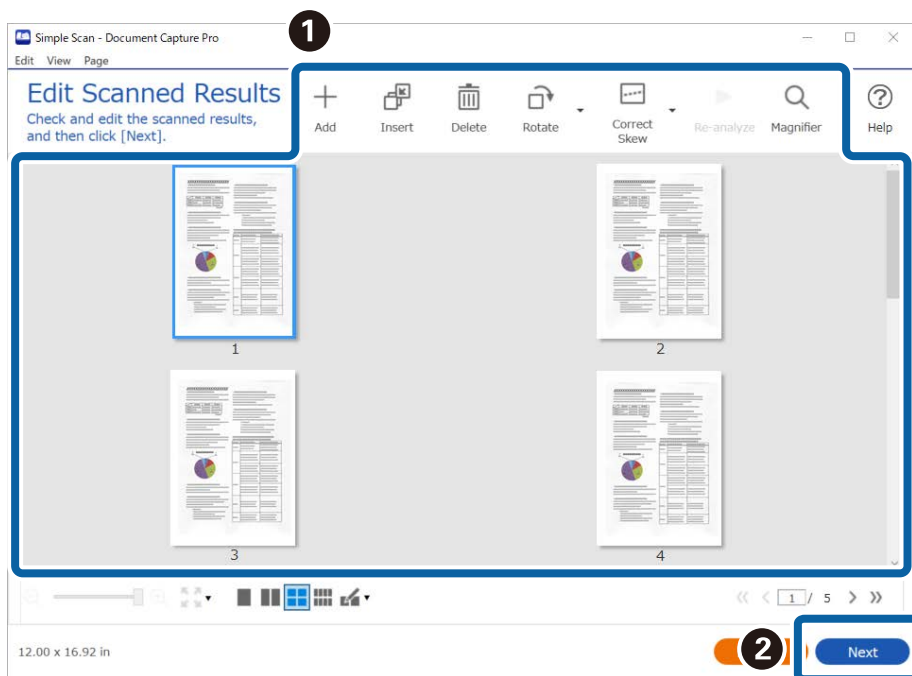 1
Simple Scan - Document Capture Pro
Edit View Page
Edit Scanned Results
Check and edit the scanned results,
and then click [Next].
Add
Insert
Delete
Rotate
Correct
Skew
Re-analyze
Magnifier
Help
1
2
3
4
1 / 5
12.00 x 16.92 in
2
Next